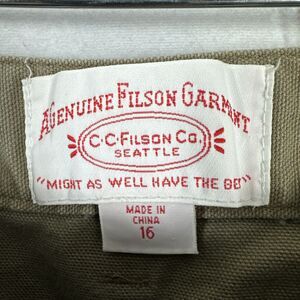 A GENUINE FILSON GARMENT
C·C·FILSON CO.
SEATTLE
"MIGHT AS WELL HAVE THE BEST"
MADE IN
CHINA
16